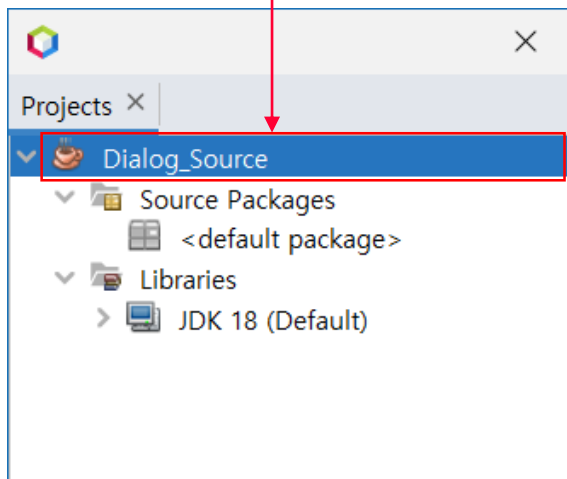 Projects
Dialog_Source
Source Packages
<default package>
Libraries
JDK 18 (Default)